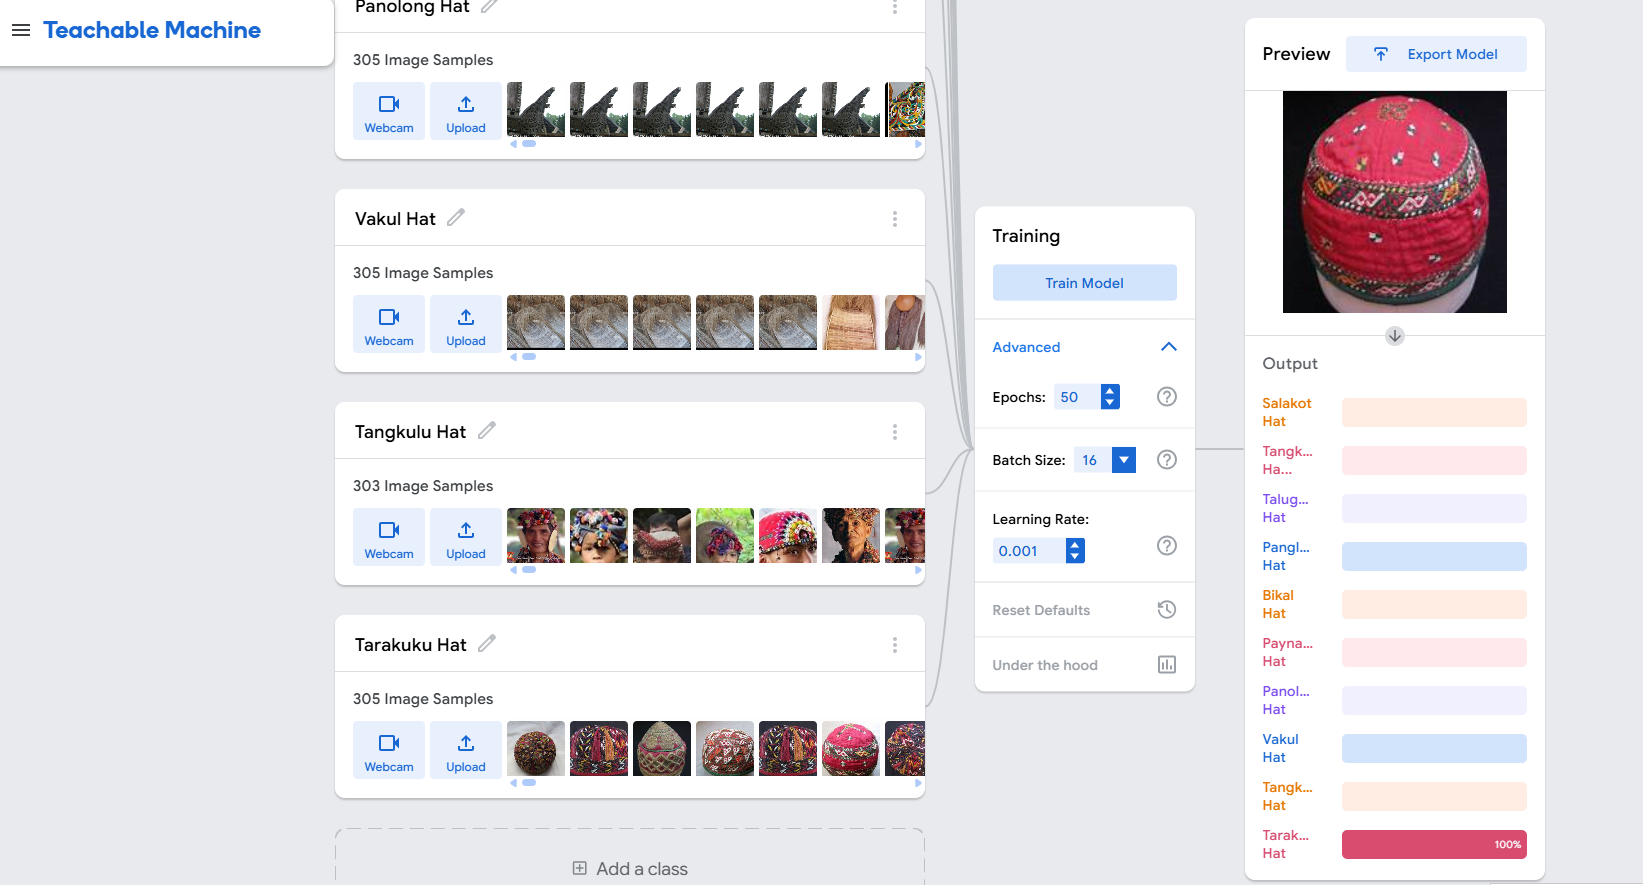 Teachable Machine
Panolong Hat
305 Image Samples
Webcam
Upload
Vakul Hat
305 Image Samples
Webcam
Upload
Tangkulu Hat
303 Image Samples
Webcam
Upload
Tarakuku Hat
305 Image Samples
Webcam
Upload
Add a class
Training
Train Model
Advanced
Epochs: 50
Batch Size: 16
Learning Rate:
0.001
Reset Defaults
Under the hood
Preview
Export Model
Output
Salakot
Hat
Tangk...
Ha...
Talug...
Hat
Pangl...
Hat
Bikal
Hat
Payna...
Hat
Panol...
Hat
Vakul
Hat
Tangk...
Hat
Tarak...
Hat
100%